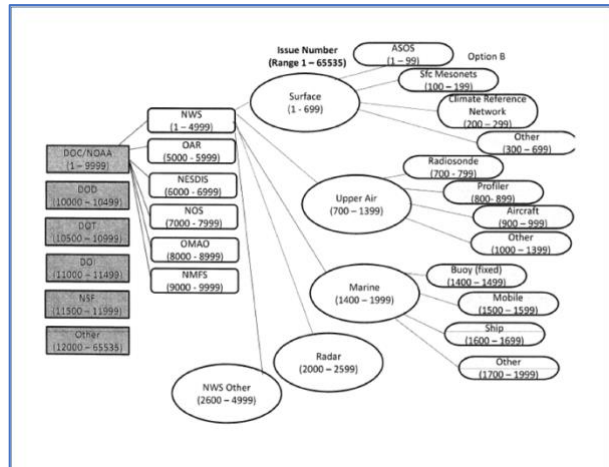 Issue Number
(Range 1 – 65535)
Option B
DOC/NOAA
(1 – 9999)
DOD
(10000 – 10499)
DOT
(10500 – 10999)
DOI
(11000 – 11499)
NSF
(11500 – 11999)
Other
(12000 – 65535)
NWS
(1 – 4999)
OAR
(5000 - 5999)
NESDIS
(6000 - 6999)
NOS
(7000 - 7999)
OMAO
(8000 - 8999)
NMFS
(9000 - 9999)
Surface
(1 - 699)
Upper Air
(700 – 1399)
Marine
(1400 – 1999)
Radar
(2000 – 2599)
NWS Other
(2600 – 4999)
ASOS
(1 – 99)
Sfc Mesonets
(100 – 199)
Climate Reference
Network
(200 – 299)
Other
(300 – 699)
Radiosonde
(700 - 799)
Profiler
(800- 899)
Aircraft
(900 – 999)
Other
(1000 – 1399)
Buoy (fixed)
(1400 – 1499)
Mobile
(1500 – 1599)
Ship
(1600 – 1699)
Other
(1700 – 1999)